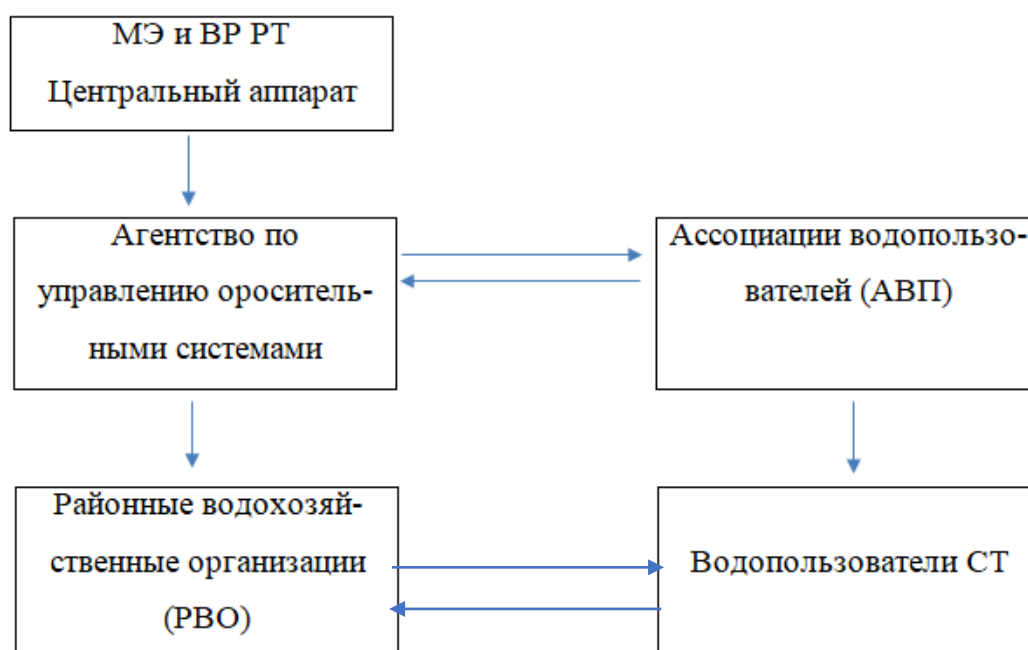 МЭ и ВР РТ
Центральный аппарат
Агентство по
управлению ороситель-
ными системами
Ассоциации водопользо-
вателей (АВП)
Районные водохозяй-
ственные организации
(РВО)
Водопользователи СТ